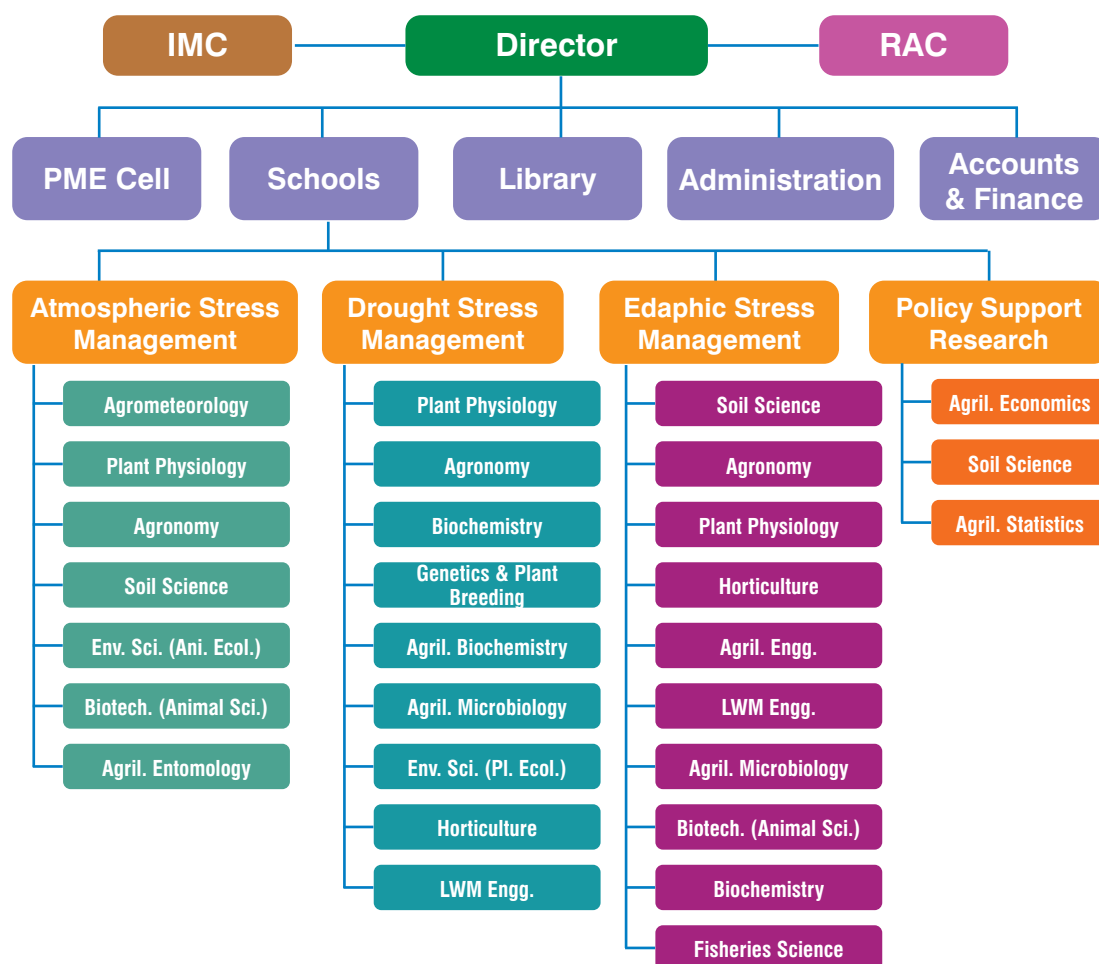 IMC
Director
RAC
PME Cell
Schools
Library
Administration
Accounts
& Finance
Atmospheric Stress
Management
Agrometeorology
Plant Physiology
Agronomy
Soil Science
Env. Sci. (Ani. Ecol.)
Biotech. (Animal Sci.)
Agril. Entomology
Drought Stress
Management
Plant Physiology
Agronomy
Biochemistry
Genetics & Plant
Breeding
Agril. Biochemistry
Agril. Microbiology
Env. Sci. (Pl. Ecol.)
Horticulture
LWM Engg.
Edaphic Stress
Management
Soil Science
Agronomy
Plant Physiology
Horticulture
Agril. Engg.
LWM Engg.
Agril. Microbiology
Biotech. (Animal Sci.)
Biochemistry
Fisheries Science
Policy Support
Research
Agril. Economics
Soil Science
Agril. Statistics